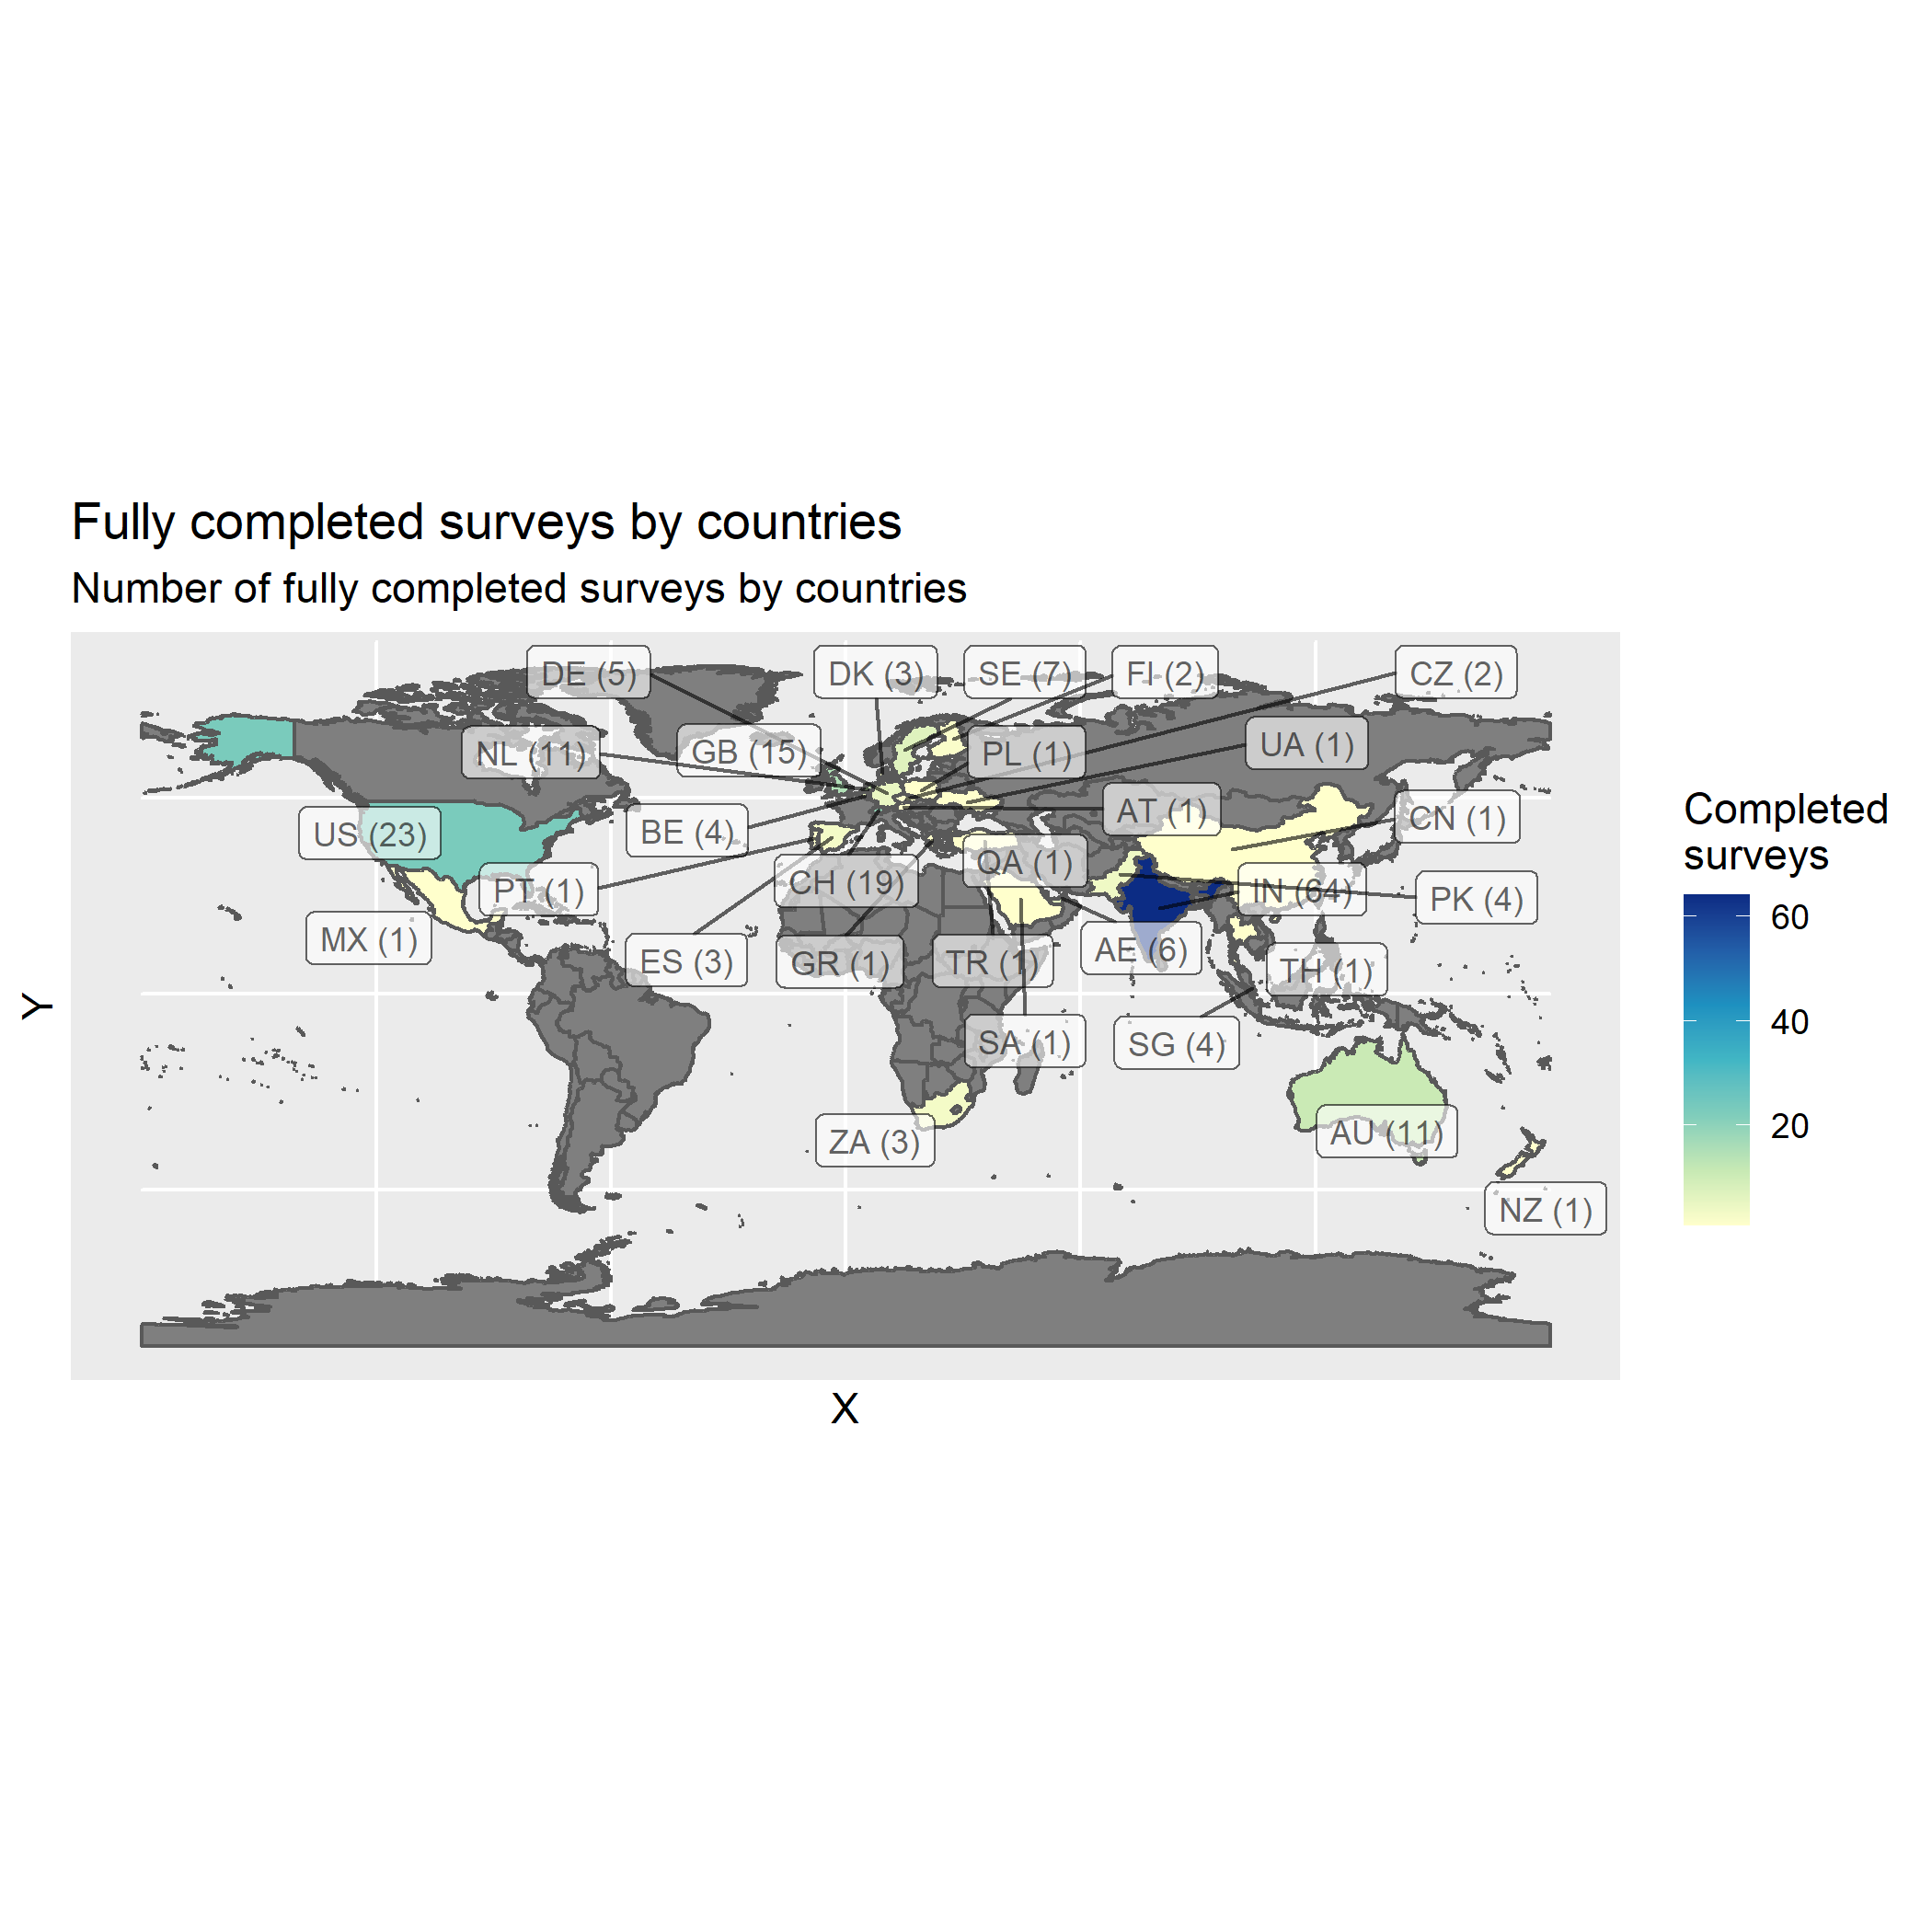 Fully completed surveys by countries
Number of fully completed surveys by countries
DE (5)
DK (3)
SE (7)
FI (2)
CZ (2)
NL (11)
GB (15)
PL (1)
UA (1)
US (23)
BE (4)
AT (1)
CN (1)
PT (1)
CH (19)
QA (1)
IN (64)
PK (4)
MX (1)
ES (3)
GR (1)
TR (1)
AE (6)
TH (1)
SA (1)
SG (4)
ZA (3)
AU (11)
NZ (1)
Y
X
Completed
surveys
60
40
20